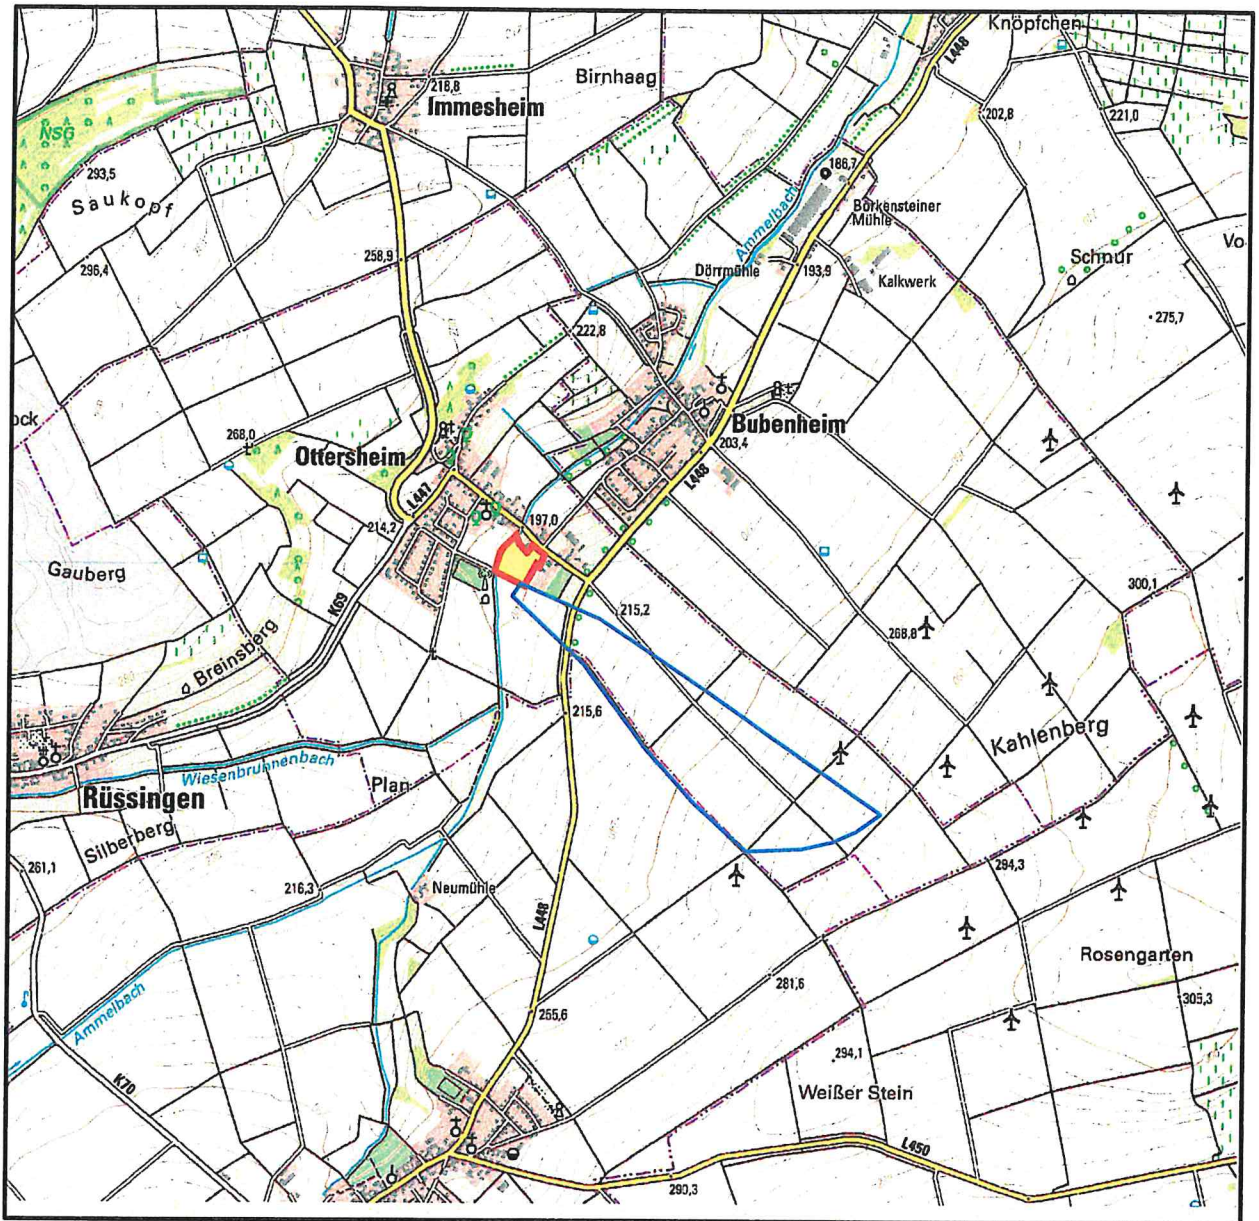 Knöpfchen
L448
Birnhaag
218,8
Immesheim
202,8
221,0
NSG
293,5
186,7
Saukopf
Ammelbach
Borkensteiner
Mühle
Vo
258,9
296,4
Dörrmühle
193,9
Schnur
Kalkwerk
275,7
222,8
ock
Bubenheim
268,0
Ottersheim
203,4
L447
L448
214,2
197,0
Gauberg
300,1
K69
215,2
268,8
Breinsberg
215,6
Kahlenberg
Wiesenbrunnenbach
Plan
Rüssingen
Silberberg
261,1
294,3
216,3
Neumühle
L448
Rosengarten
281,6
Ammelbach
305,3
255,6
294,1
K70
Weißer Stein
L450
290,3